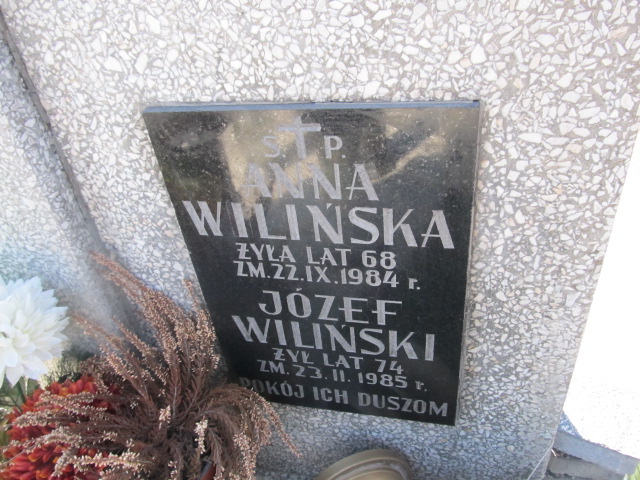 Ś.P.
ANNA
WILIŃSKA
ŻYŁA LAT 68
ZM. 22.IX.1984 r.
JÓZEF
WILIŃSKI
ŻYŁ LAT 74
ZM. 23.II.1985 r.
POKÓJ ICH DUSZOM